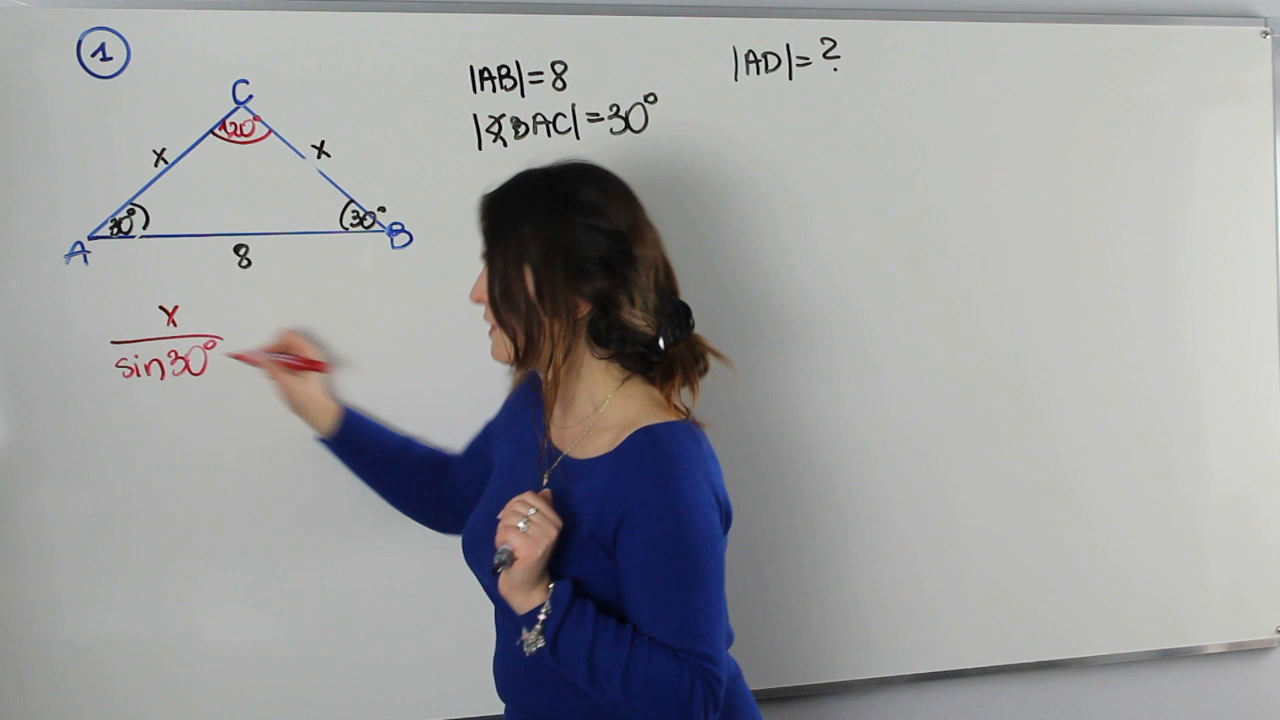 1
|AB|=8
|AD|=?
|∢BAC|=30°
C
120°
x
x
30°
30°
A
B
8
x
sin30°